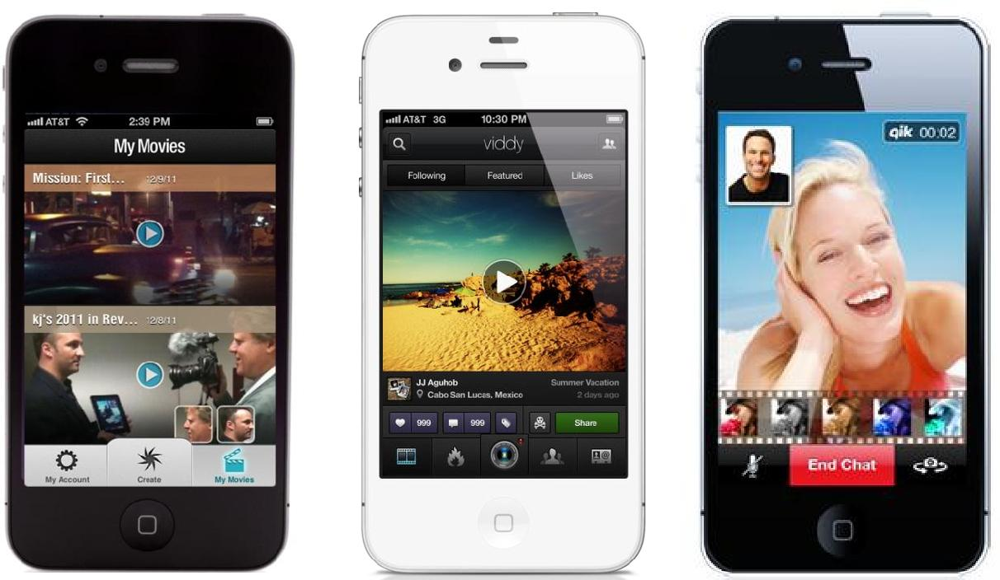 AT&T
2:39 PM
My Movies
Mission: First... 12/9/11
kj's 2011 in Rev... 12/8/11
My Account
Create
My Movies
AT&T 3G
10:30 PM
viddy
Following
Featured
Likes
JJ Aguhob
Summer Vacation
Cabo San Lucas, Mexico
2 days ago
999
999
Share
qik 00:02
End Chat